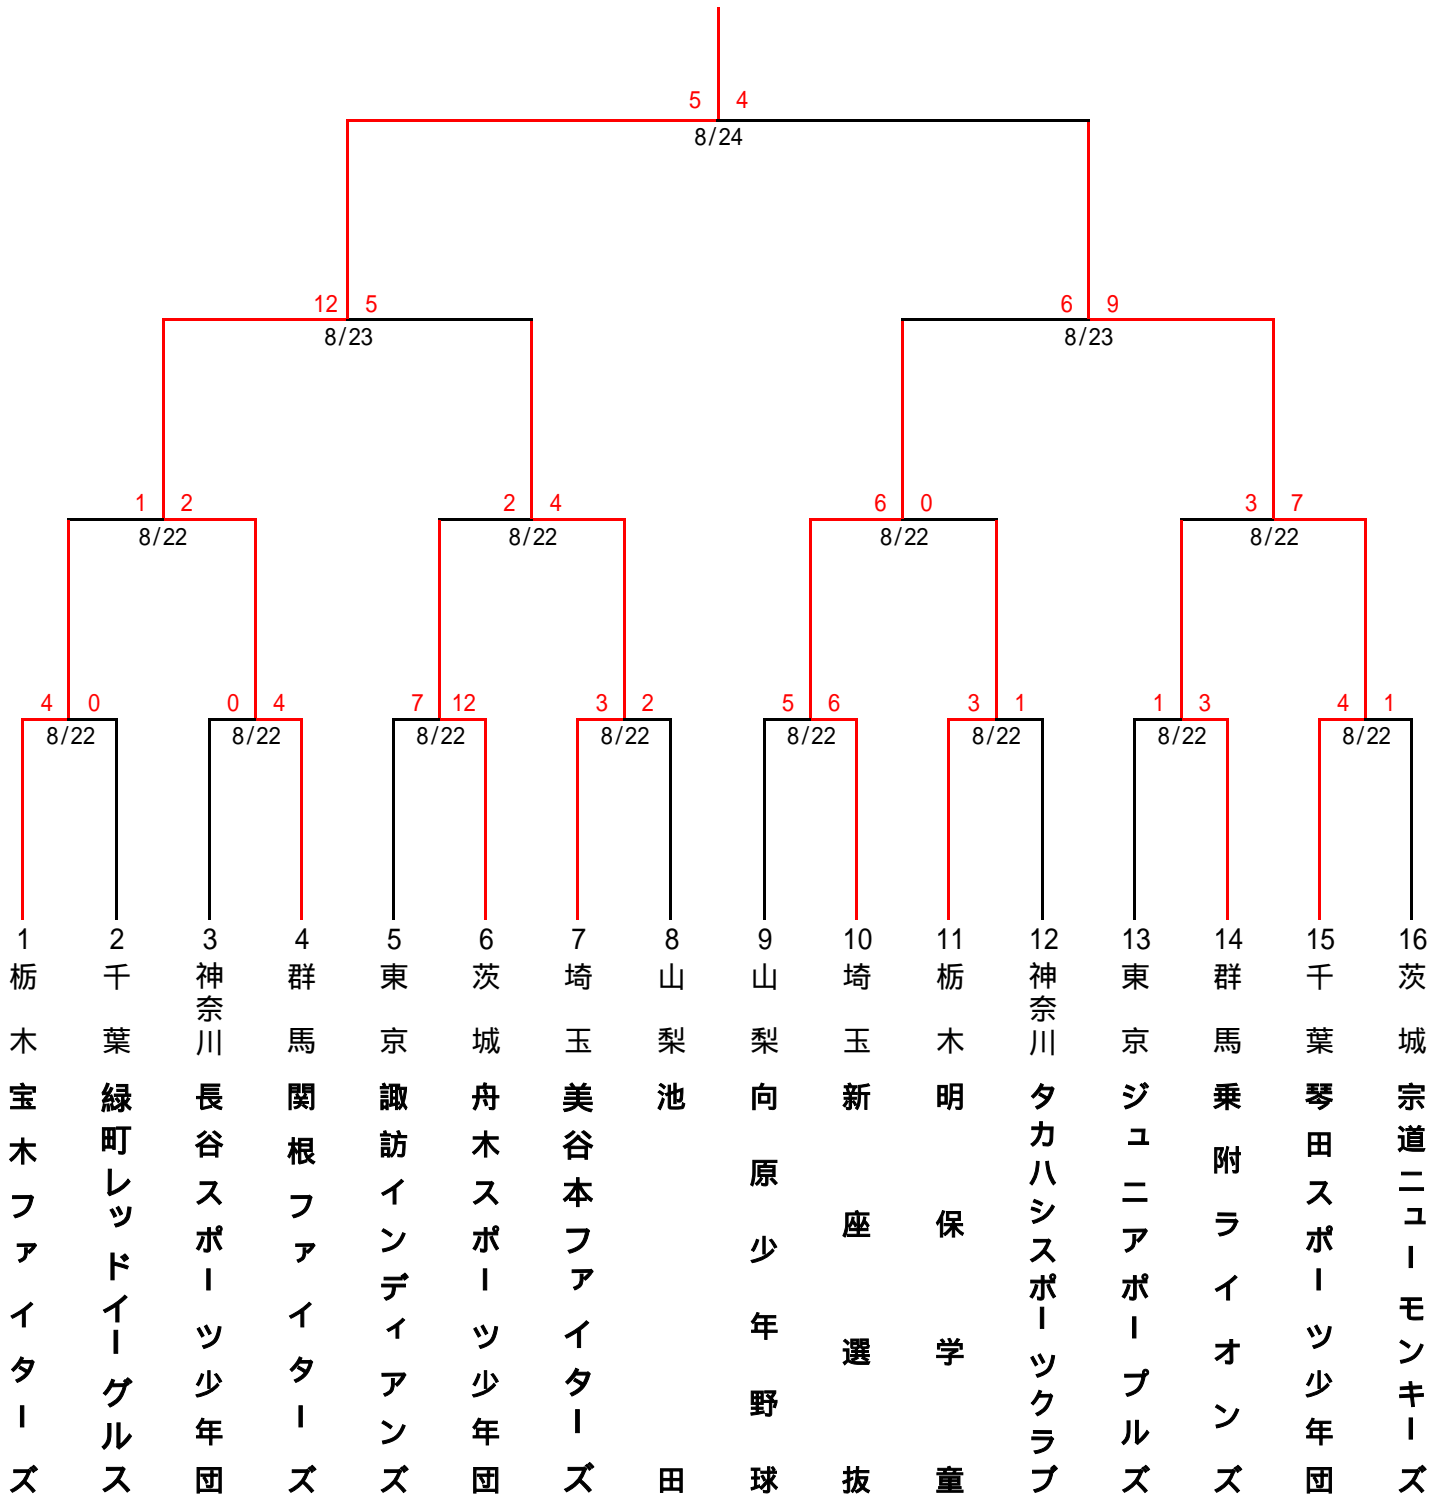 5 4
8/24
12 5
8/23
6 9
8/23
1 2
8/22
2 4
8/22
6 0
8/22
3 7
8/22
4 0
8/22
0 4
8/22
7 12
8/22
3 2
8/22
5 6
8/22
3 1
8/22
1 3
8/22
4 1
8/22
1
栃木
宝木ファイターズ
2
千葉
緑町レッドイーグルス
3
神奈川
長谷スポーツ少年団
4
群馬
関根ファイターズ
5
東京
諏訪インディアンズ
6
茨城
舟木スポーツ少年団
7
埼玉
美谷本ファイターズ
8
山梨
池田
9
山梨
向原少年野球
10
埼玉
新座選抜
11
栃木
明保学童
12
神奈川
タカハシスポーツクラブ
13
東京
ジュニアポープルズ
14
群馬
乗附ライオンズ
15
千葉
琴田スポーツ少年団
16
茨城
宗道ニューモンキーズ